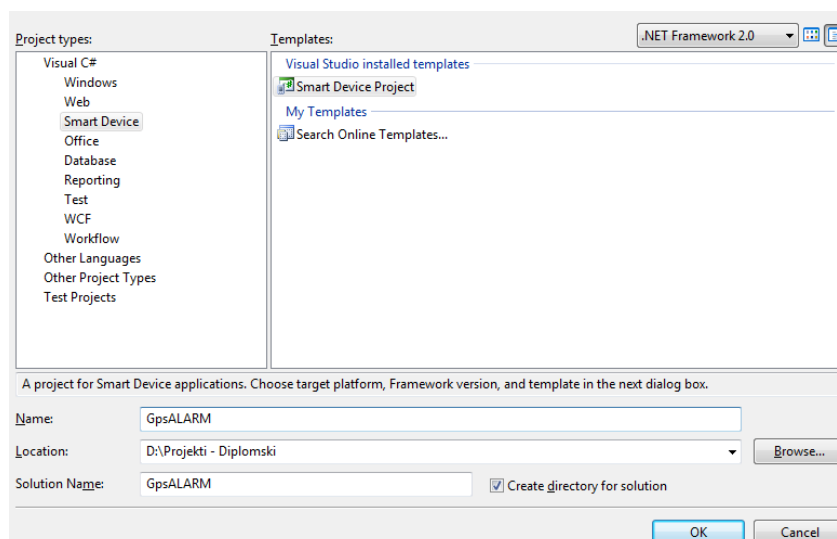 Project types:
Templates:
.NET Framework 2.0
Visual C#
Windows
Web
Smart Device
Office
Database
Reporting
Test
WCF
Workflow
Other Languages
Other Project Types
Test Projects
Visual Studio installed templates
Smart Device Project
My Templates
Search Online Templates...
A project for Smart Device applications. Choose target platform, Framework version, and template in the next dialog box.
Name:
GpsALARM
Location:
D:\Projekti - Diplomski
Browse...
Solution Name:
GpsALARM
Create directory for solution
OK
Cancel